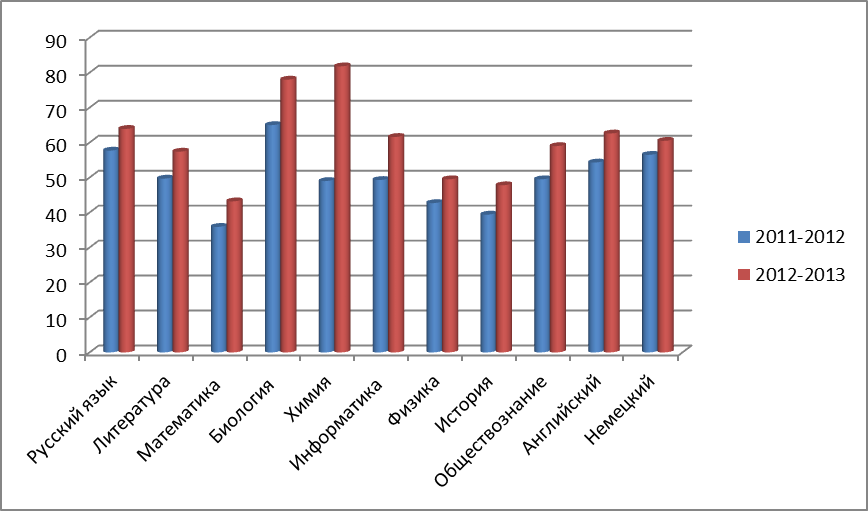 90
80
70
60
50
40
30
20
10
0
Русский язык
Литература
Математика
Биология
Химия
Информатика
Физика
История
Обществознание
Английский
Немецкий
2011-2012
2012-2013